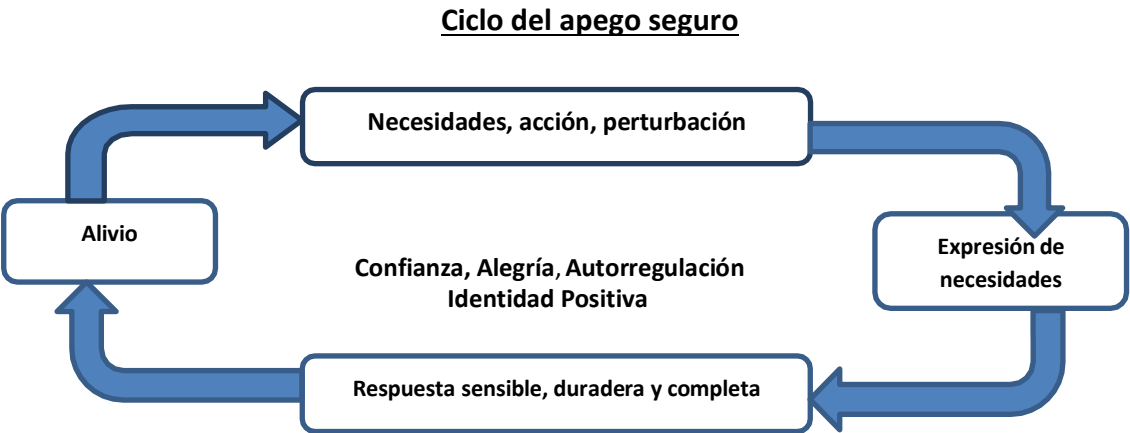 Ciclo del apego seguro
Necesidades, acción, perturbación
Alivio
Expresión de
necesidades
Confianza, Alegría, Autorregulación
Identidad Positiva
Respuesta sensible, duradera y completa